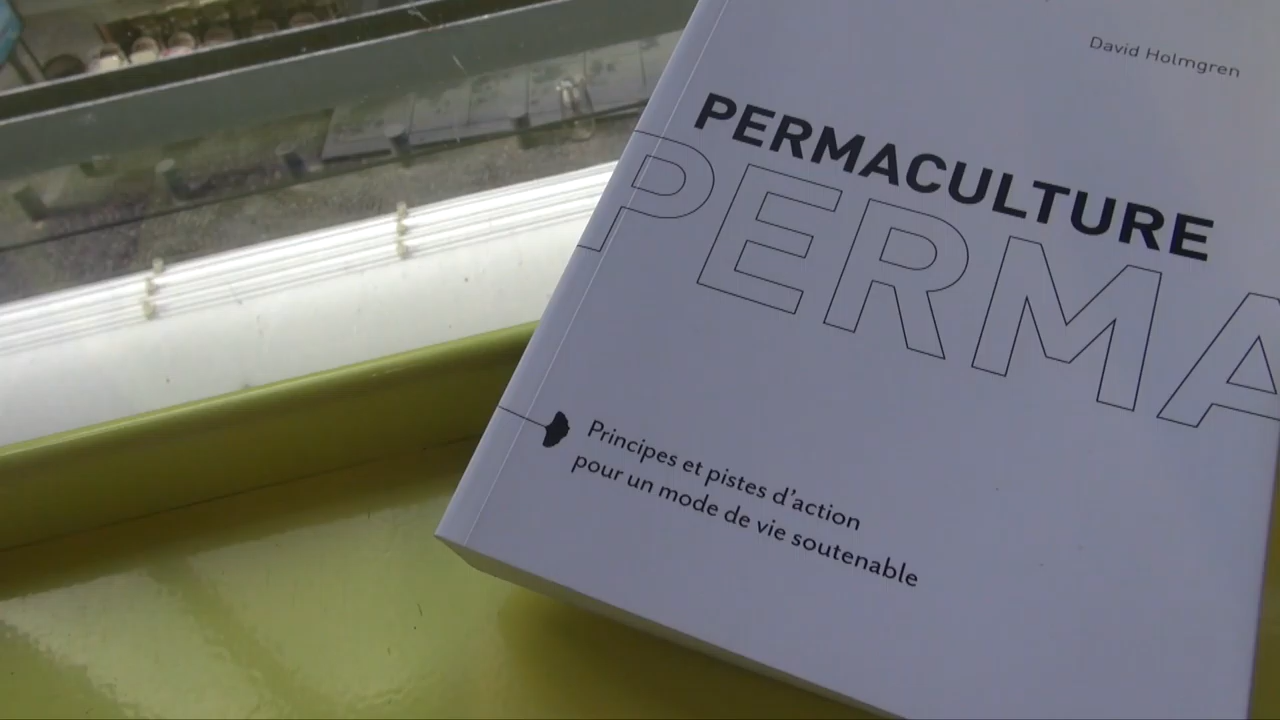 David Holmgren
PERMACULTURE
PERMA
Principes et pistes d'action
pour un mode de vie soutenable